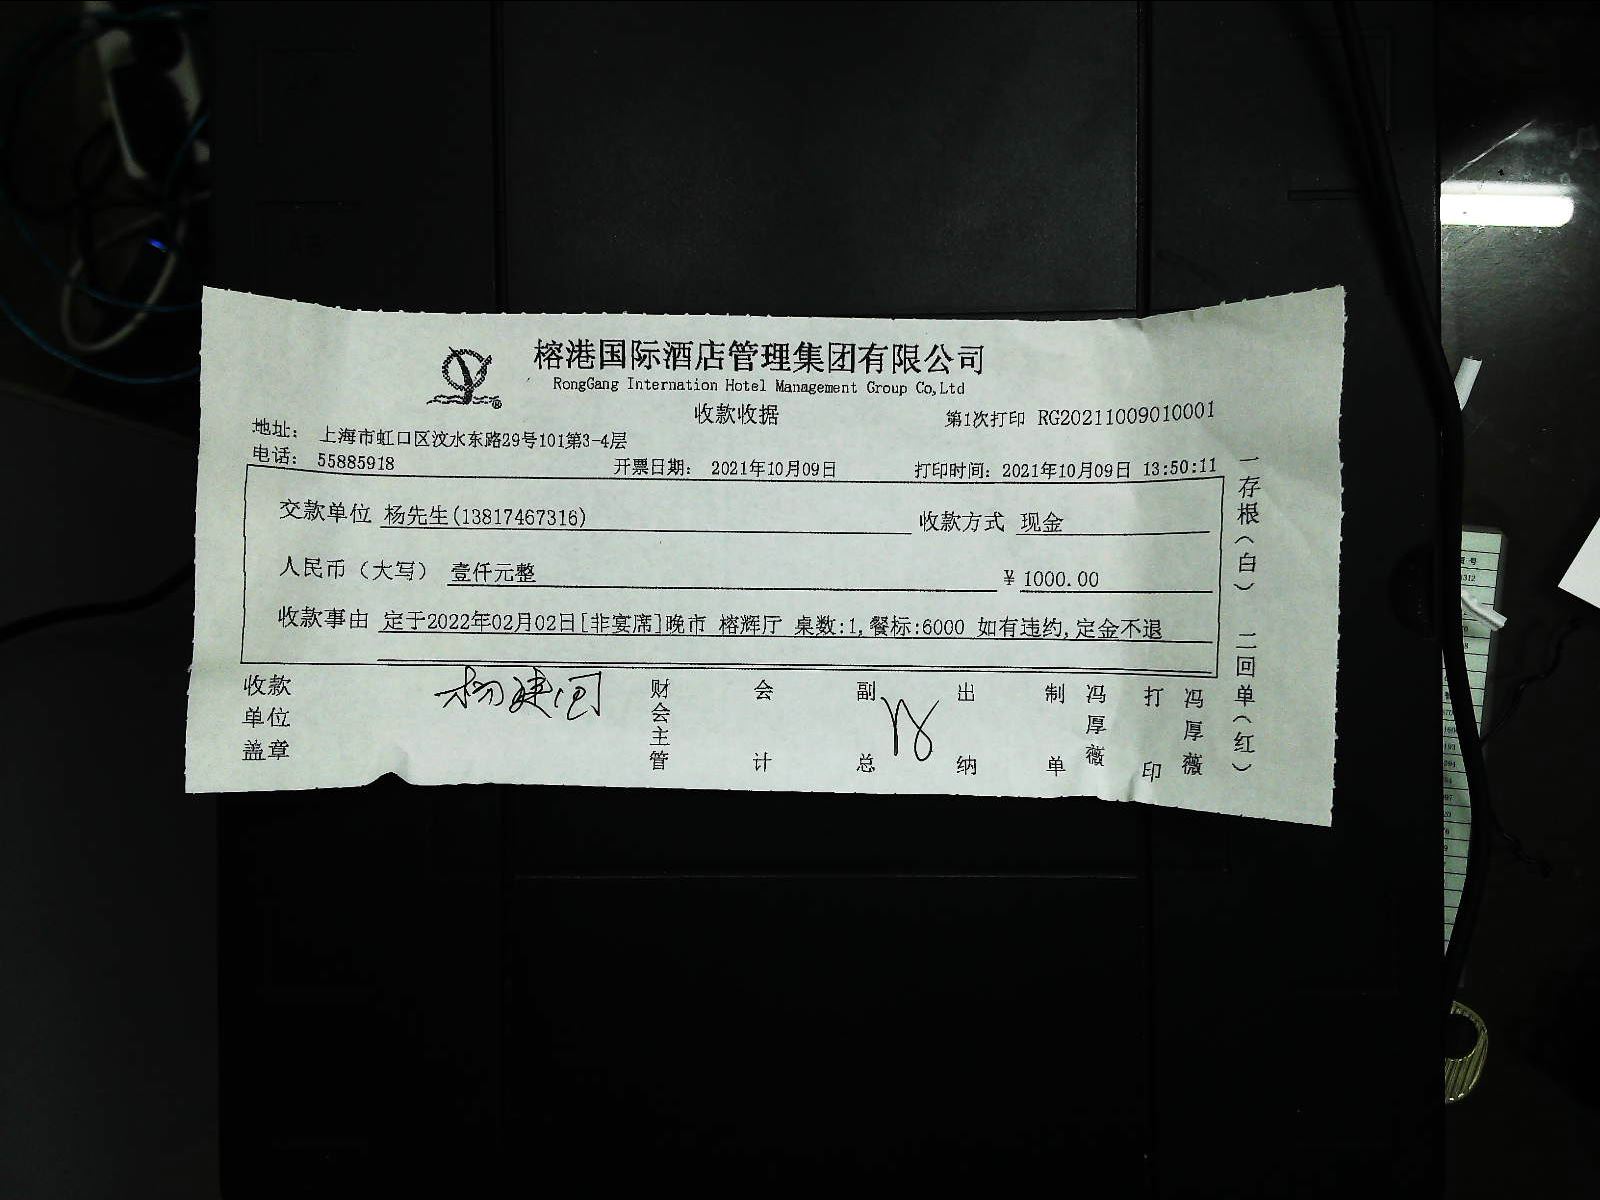 榕港国际酒店管理集团有限公司
RongGang Internation Hotel Management Group Co,Ltd
收款收据
第1次打印 RG20211009010001
地址： 上海市虹口区汶水东路29号101第3-4层
电话： 55885918 开票日期： 2021年10月09日 打印时间：2021年10月09日 13:50:11
交款单位 杨先生(13817467316) 收款方式 现金
人民币（大写） 壹仟元整 ￥1000.00
收款事由 定于2022年02月02日[非宴席]晚市 榕辉厅 桌数:1,餐标:6000 如有违约,定金不退
收款单位盖章 杨建国 财会主管 会计 副总 出纳 制单 冯厚薇 打印 冯厚薇
一存根（白） 二回单（红）